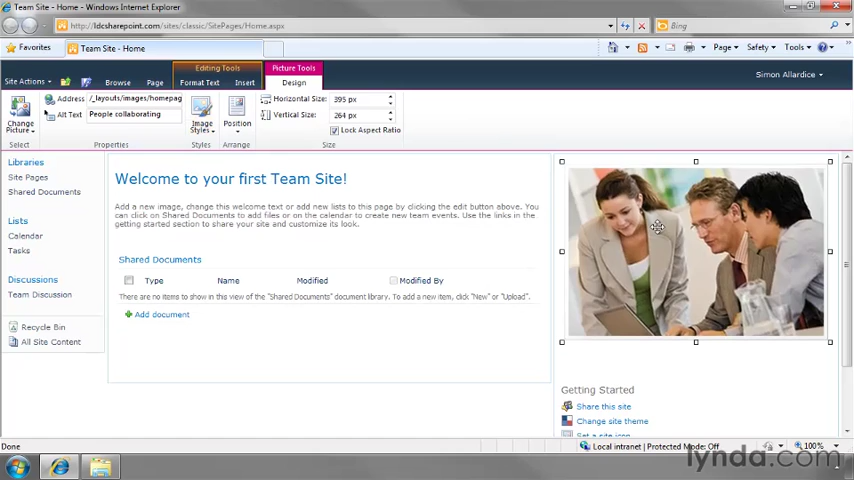 Team Site - Home - Windows Internet Explorer
http://ldcsharepoint.com/sites/classic/SitePages/Home.aspx
Bing
Favorites
Team Site - Home
Page
Safety
Tools
Editing Tools
Picture Tools
Simon Allardice
Site Actions
Browse
Page
Format Text
Insert
Design
Change Picture
Address
/_layouts/images/homepag
Alt Text
People collaborating
Image Styles
Position
Horizontal Size:
395 px
Vertical Size:
264 px
Lock Aspect Ratio
Select
Properties
Styles
Arrange
Size
Libraries
Site Pages
Shared Documents
Lists
Calendar
Tasks
Discussions
Team Discussion
Recycle Bin
All Site Content
Welcome to your first Team Site!
Add a new image, change this welcome text or add new lists to this page by clicking the edit button above. You
can click on Shared Documents to add files or on the calendar to create new team events. Use the links in the
getting started section to share your site and customize its look.
Shared Documents
Type
Name
Modified
Modified By
There are no items to show in this view of the "Shared Documents" document library. To add a new item, click "New" or "Upload".
Add document
Getting Started
Share this site
Change site theme
Set a site icon
Done
Local intranet | Protected Mode: Off
100%
lynda.com